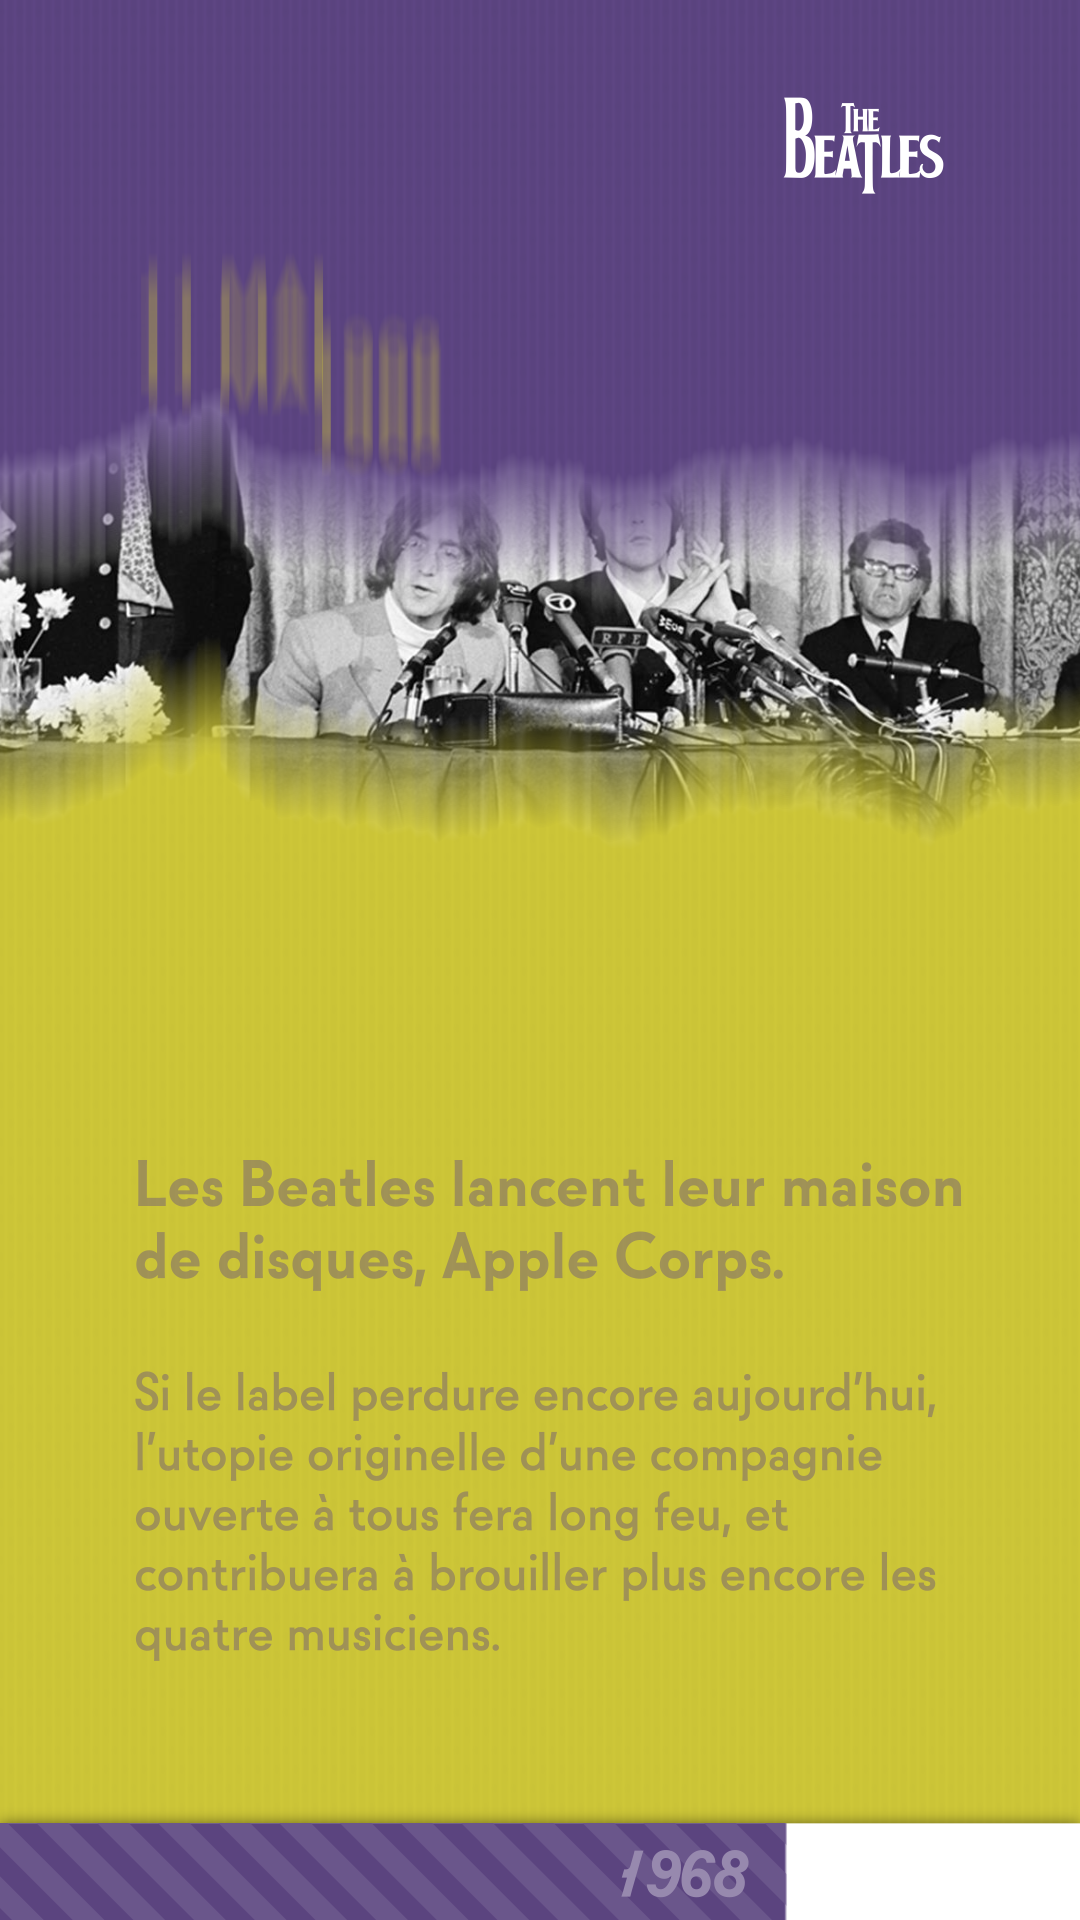 THE
BEATLES
RFE
Les Beatles lancent leur maison
de disques, Apple Corps.
Si le label perdure encore aujourd’hui,
l’utopie originelle d’une compagnie
ouverte à tous fera long feu, et
contribuera à brouiller plus encore les
quatre musiciens.
1968